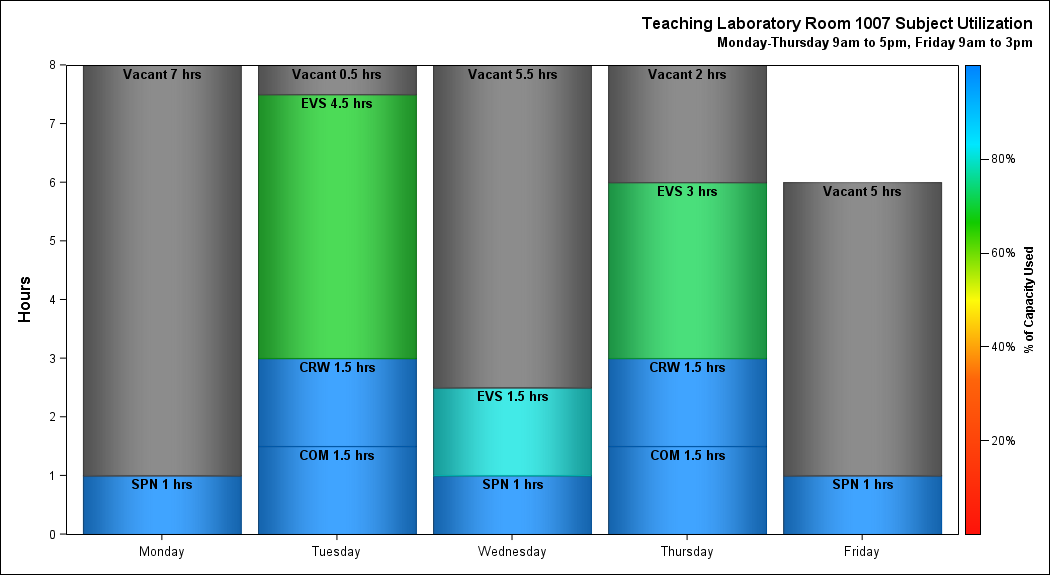 Teaching Laboratory Room 1007 Subject Utilization
Monday-Thursday 9am to 5pm, Friday 9am to 3pm
Hours
8
7
6
5
4
3
2
1
0
Vacant 7 hrs
SPN 1 hrs
Vacant 0.5 hrs
EVS 4.5 hrs
CRW 1.5 hrs
COM 1.5 hrs
Vacant 5.5 hrs
EVS 1.5 hrs
SPN 1 hrs
Vacant 2 hrs
EVS 3 hrs
CRW 1.5 hrs
COM 1.5 hrs
Vacant 5 hrs
SPN 1 hrs
Monday
Tuesday
Wednesday
Thursday
Friday
80%
60%
40%
20%
% of Capacity Used